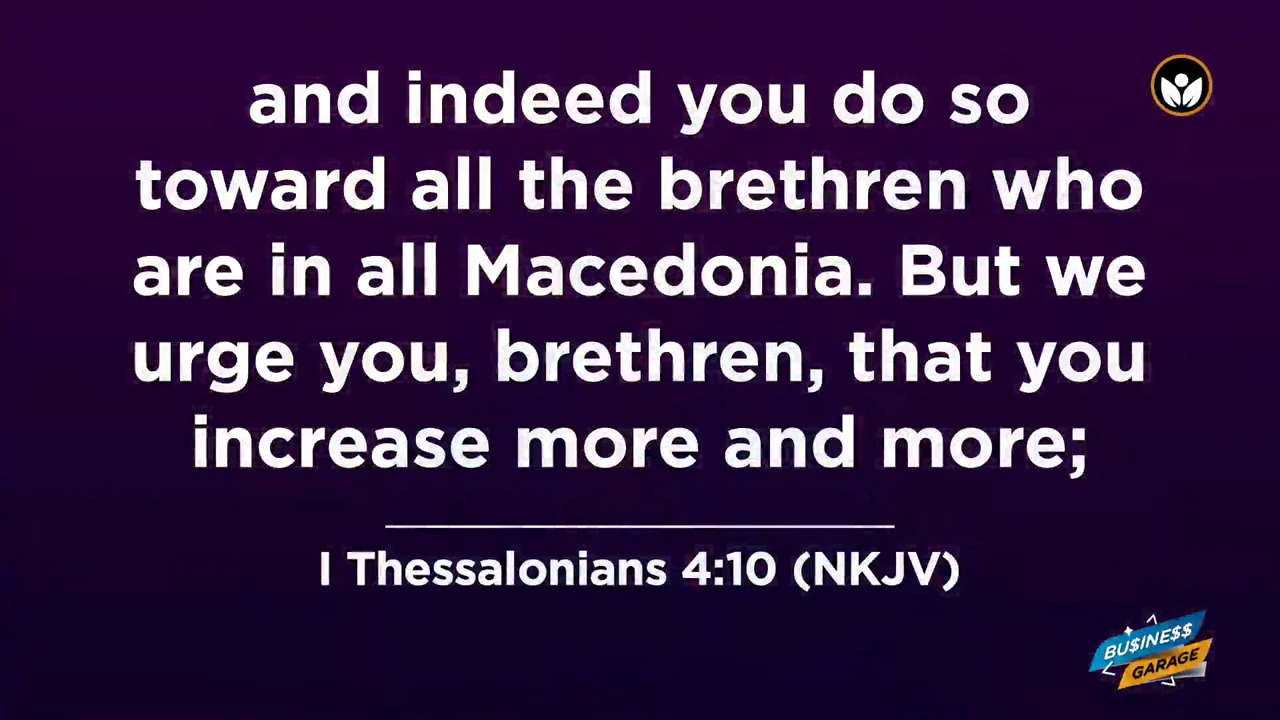 and indeed you do so
toward all the brethren who
are in all Macedonia. But we
urge you, brethren, that you
increase more and more;
I Thessalonians 4:10 (NKJV)
BU$INE$$
GARAGE